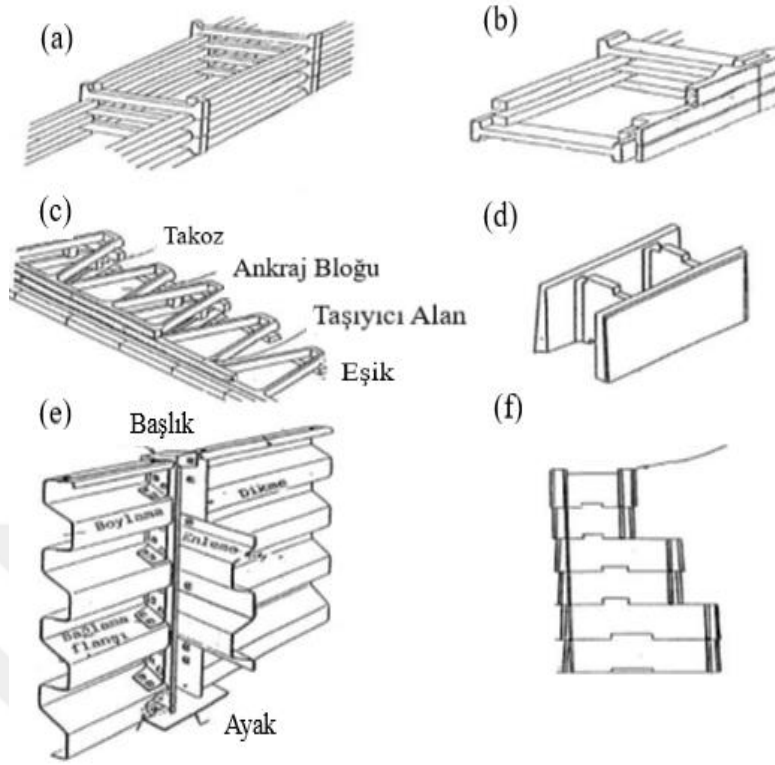 (a)
(b)
(c)
Takoz
Ankraj Bloğu
Taşıyıcı Alan
Eşik
(d)
(e)
Başlık
Dikme
Boylama
Enleme
Bağlama
flanşı
Ayak
(f)